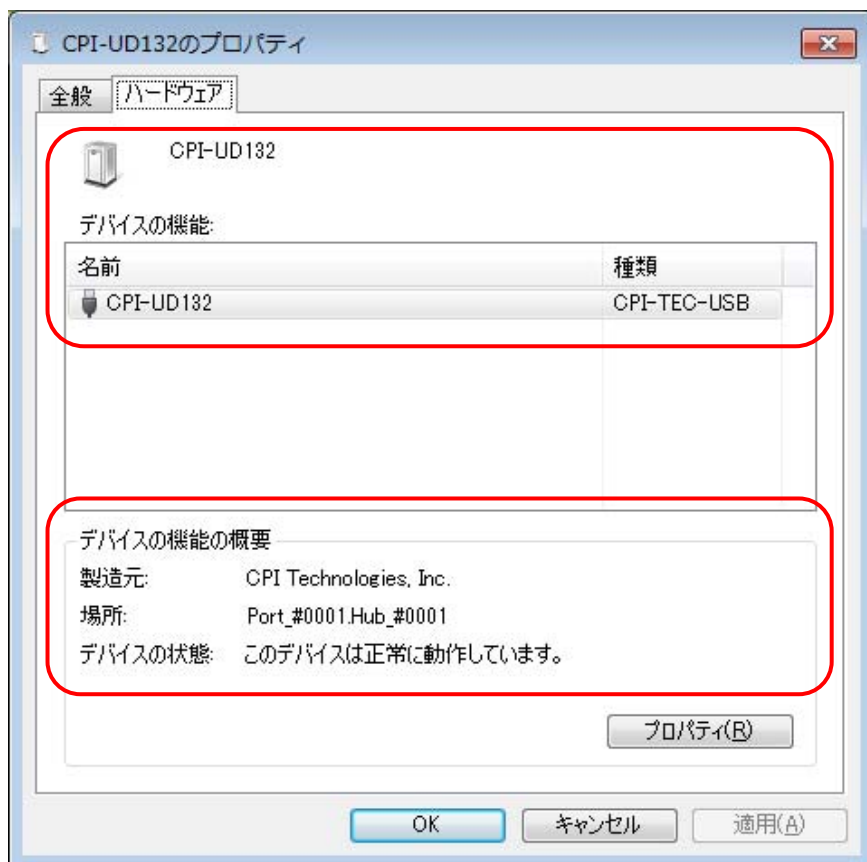 CPI-UD132のプロパティ
全般 ハードウェア
CPI-UD132
デバイスの機能:
名前 種類
CPI-UD132 CPI-TEC-USB
デバイスの機能の概要
製造元: CPI Technologies, Inc.
場所: Port_#0001.Hub_#0001
デバイスの状態: このデバイスは正常に動作しています。
プロパティ(R)
OK キャンセル 適用(A)